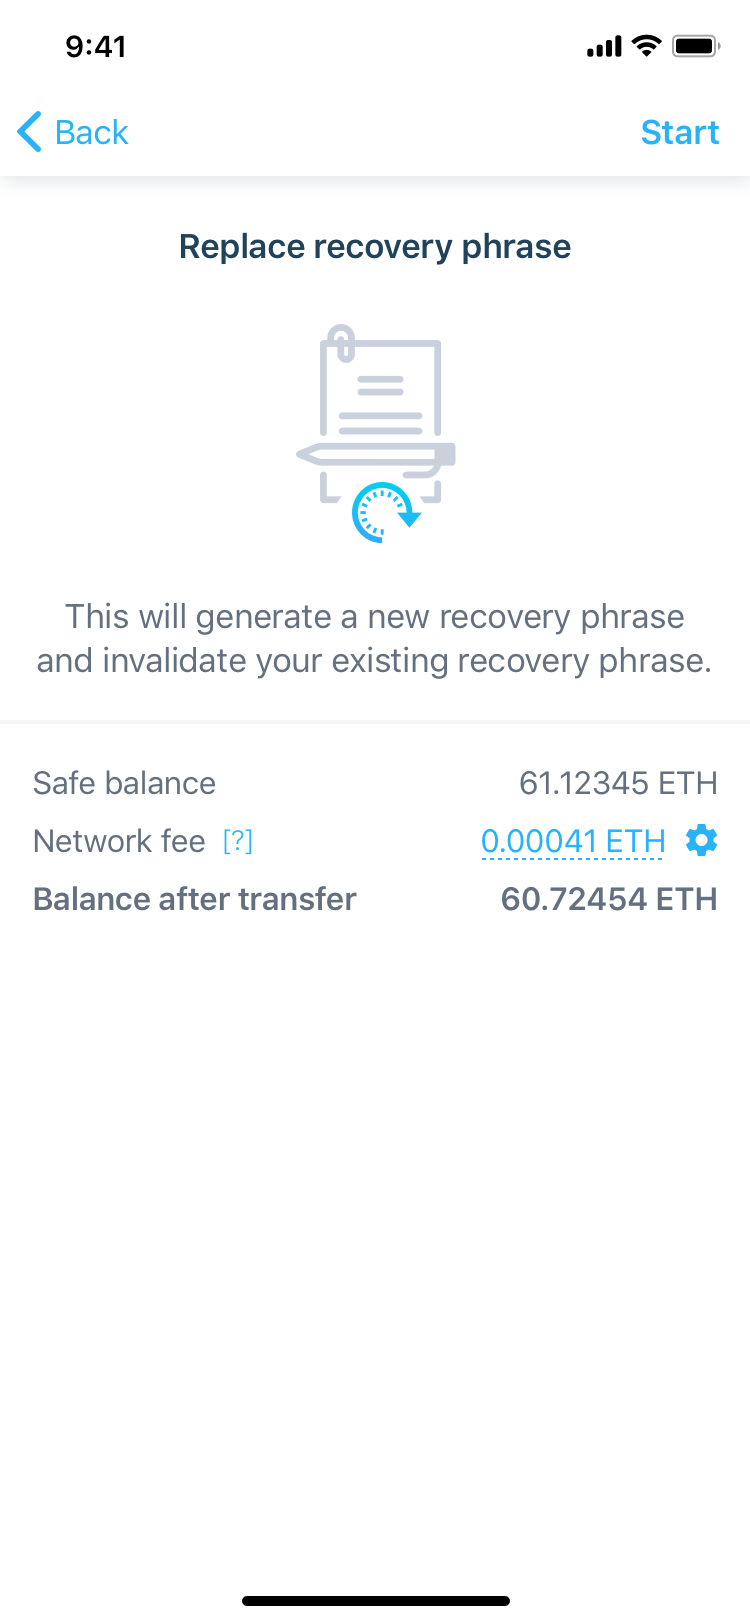 9:41
Back
Start
Replace recovery phrase
This will generate a new recovery phrase
and invalidate your existing recovery phrase.
Safe balance 61.12345 ETH
Network fee [?] 0.00041 ETH
Balance after transfer 60.72454 ETH